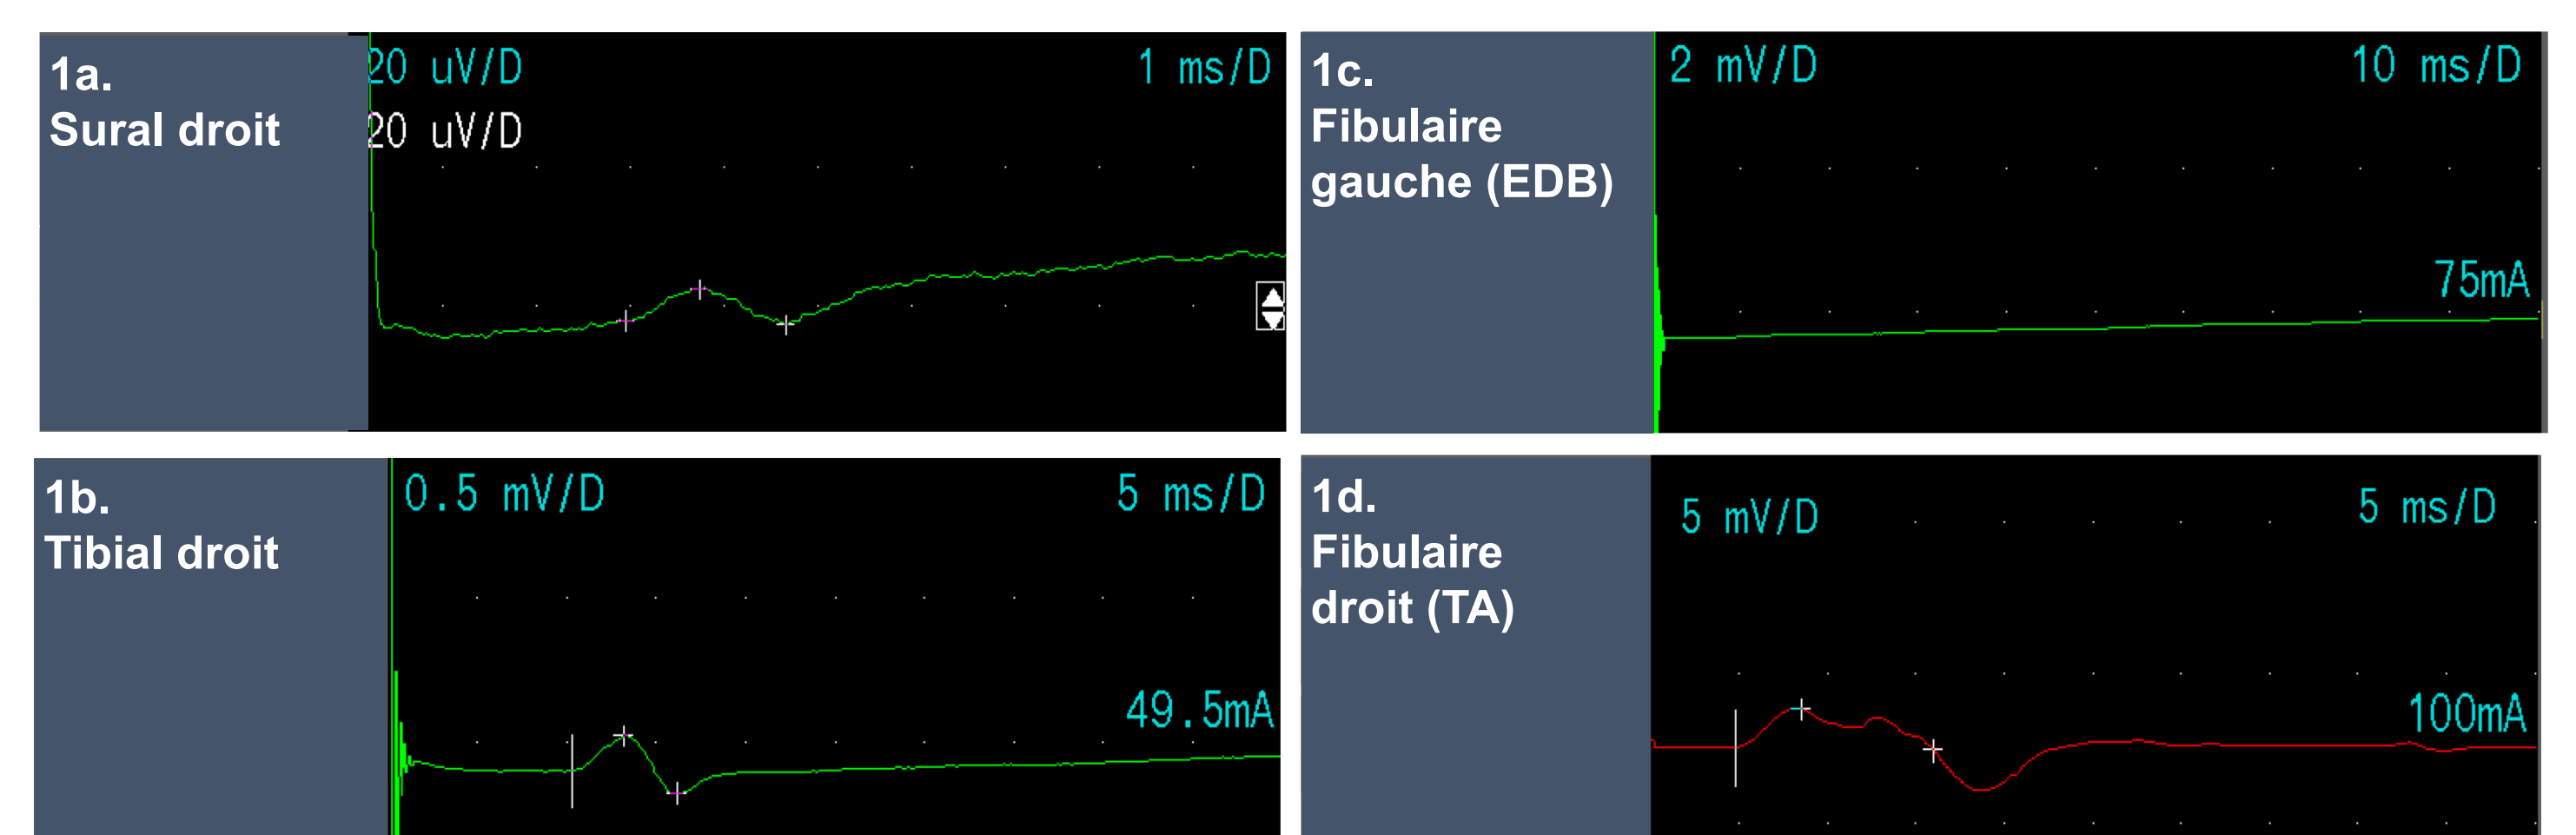 1a.
Sural droit
20 uV/D
20 uV/D
1 ms/D
1c.
Fibulaire
gauche (EDB)
2 mV/D
10 ms/D
75mA
1b.
Tibial droit
0.5 mV/D
5 ms/D
49.5mA
1d.
Fibulaire
droit (TA)
5 mV/D
5 ms/D
100mA